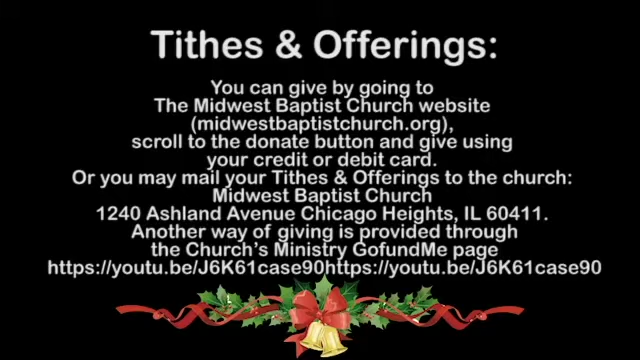 Tithes & Offerings:
You can give by going to
The Midwest Baptist Church website
(midwestbaptistchurch.org),
scroll to the donate button and give using
your credit or debit card.
Or you may mail your Tithes & Offerings to the church:
Midwest Baptist Church
1240 Ashland Avenue Chicago Heights, IL 60411.
Another way of giving is provided through
the Church's Ministry GofundMe page
https://youtu.be/J6K61case90https://youtu.be/J6K61case90